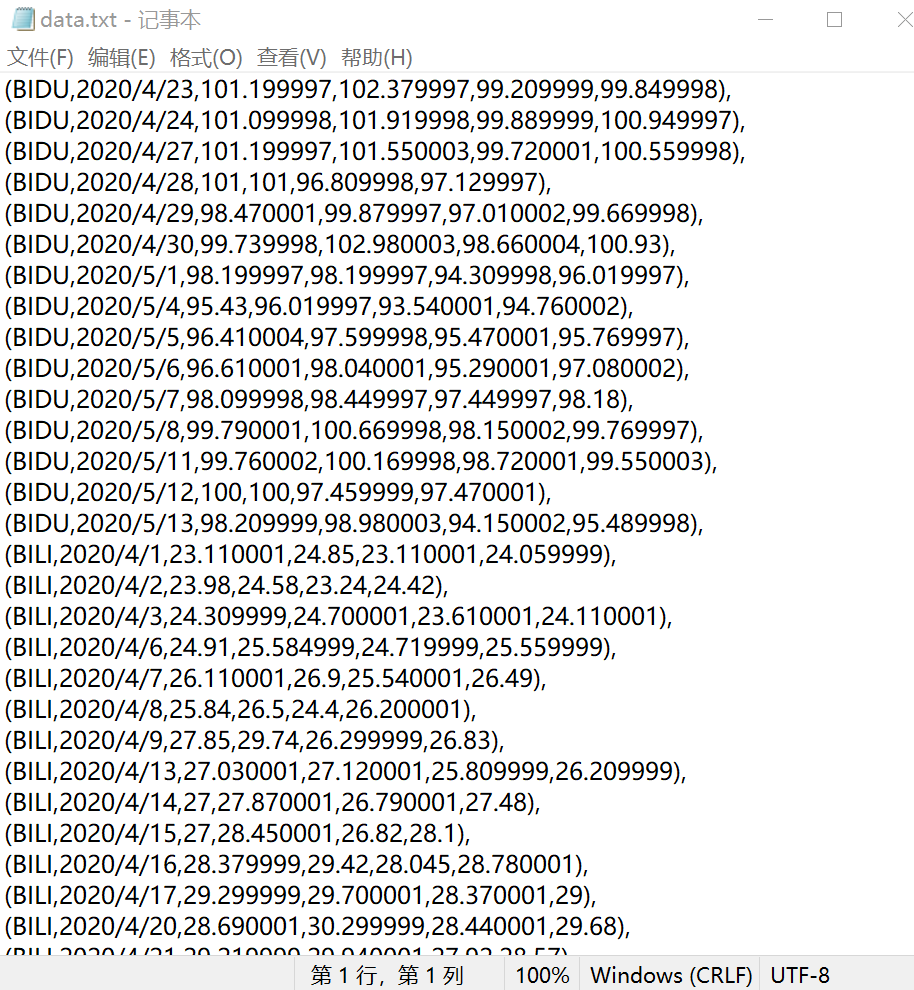 data.txt - 记事本
文件(F) 编辑(E) 格式(O) 查看(V) 帮助(H)
(BIDU,2020/4/23,101.199997,102.379997,99.209999,99.849998),
(BIDU,2020/4/24,101.099998,101.919998,99.889999,100.949997),
(BIDU,2020/4/27,101.199997,101.550003,99.720001,100.559998),
(BIDU,2020/4/28,101,101,96.809998,97.129997),
(BIDU,2020/4/29,98.470001,99.879997,97.010002,99.669998),
(BIDU,2020/4/30,99.739998,102.980003,98.660004,100.93),
(BIDU,2020/5/1,98.199997,98.199997,94.309998,96.019997),
(BIDU,2020/5/4,95.43,96.019997,93.540001,94.760002),
(BIDU,2020/5/5,96.410004,97.599998,95.470001,95.769997),
(BIDU,2020/5/6,96.610001,98.040001,95.290001,97.080002),
(BIDU,2020/5/7,98.099998,98.449997,97.449997,98.18),
(BIDU,2020/5/8,99.790001,100.669998,98.150002,99.769997),
(BIDU,2020/5/11,99.760002,100.169998,98.720001,99.550003),
(BIDU,2020/5/12,100,100,97.459999,97.470001),
(BIDU,2020/5/13,98.209999,98.980003,94.150002,95.489998),
(BILI,2020/4/1,23.110001,24.85,23.110001,24.059999),
(BILI,2020/4/2,23.98,24.58,23.24,24.42),
(BILI,2020/4/3,24.309999,24.700001,23.610001,24.110001),
(BILI,2020/4/6,24.91,25.584999,24.719999,25.559999),
(BILI,2020/4/7,26.110001,26.9,25.540001,26.49),
(BILI,2020/4/8,25.84,26.5,24.4,26.200001),
(BILI,2020/4/9,27.85,29.74,26.299999,26.83),
(BILI,2020/4/13,27.030001,27.120001,25.809999,26.209999),
(BILI,2020/4/14,27,27.870001,26.790001,27.48),
(BILI,2020/4/15,27,28.450001,26.82,28.1),
(BILI,2020/4/16,28.379999,29.42,28.045,28.780001),
(BILI,2020/4/17,29.299999,29.700001,28.370001,29),
(BILI,2020/4/20,28.690001,30.299999,28.440001,29.68),
第 1 行，第 1 列 100% Windows (CRLF) UTF-8